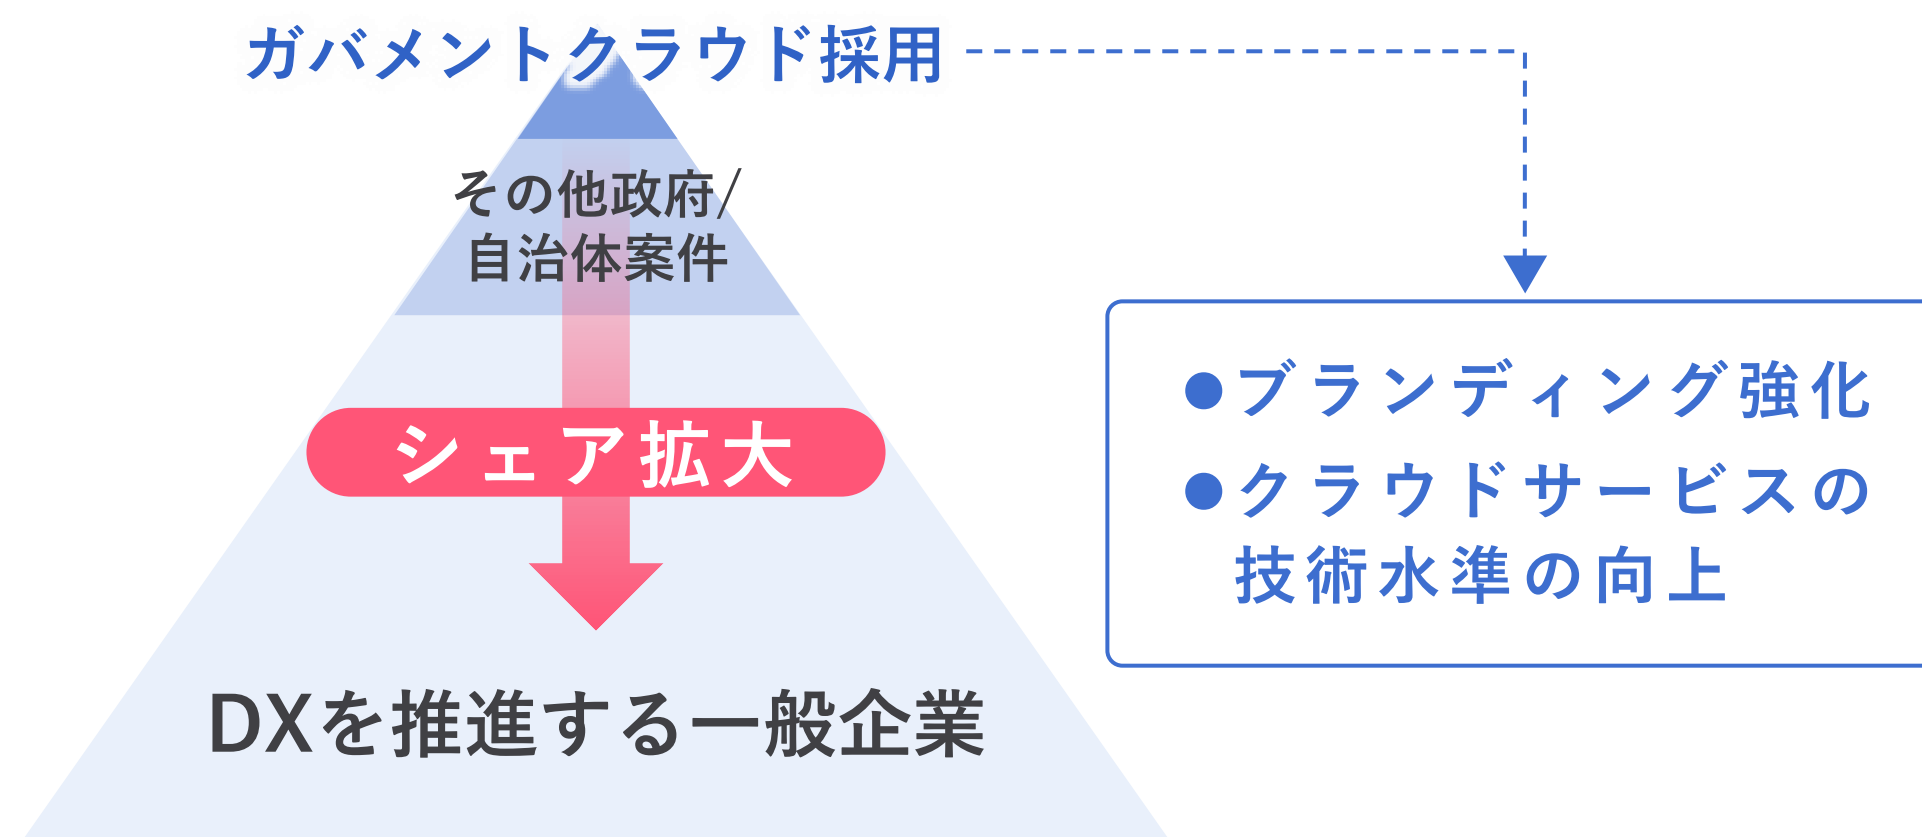 ガバメントクラウド採用
その他政府/
自治体案件
シェア拡大
DXを推進する一般企業
●ブランディング強化
●クラウドサービスの
技術水準の向上